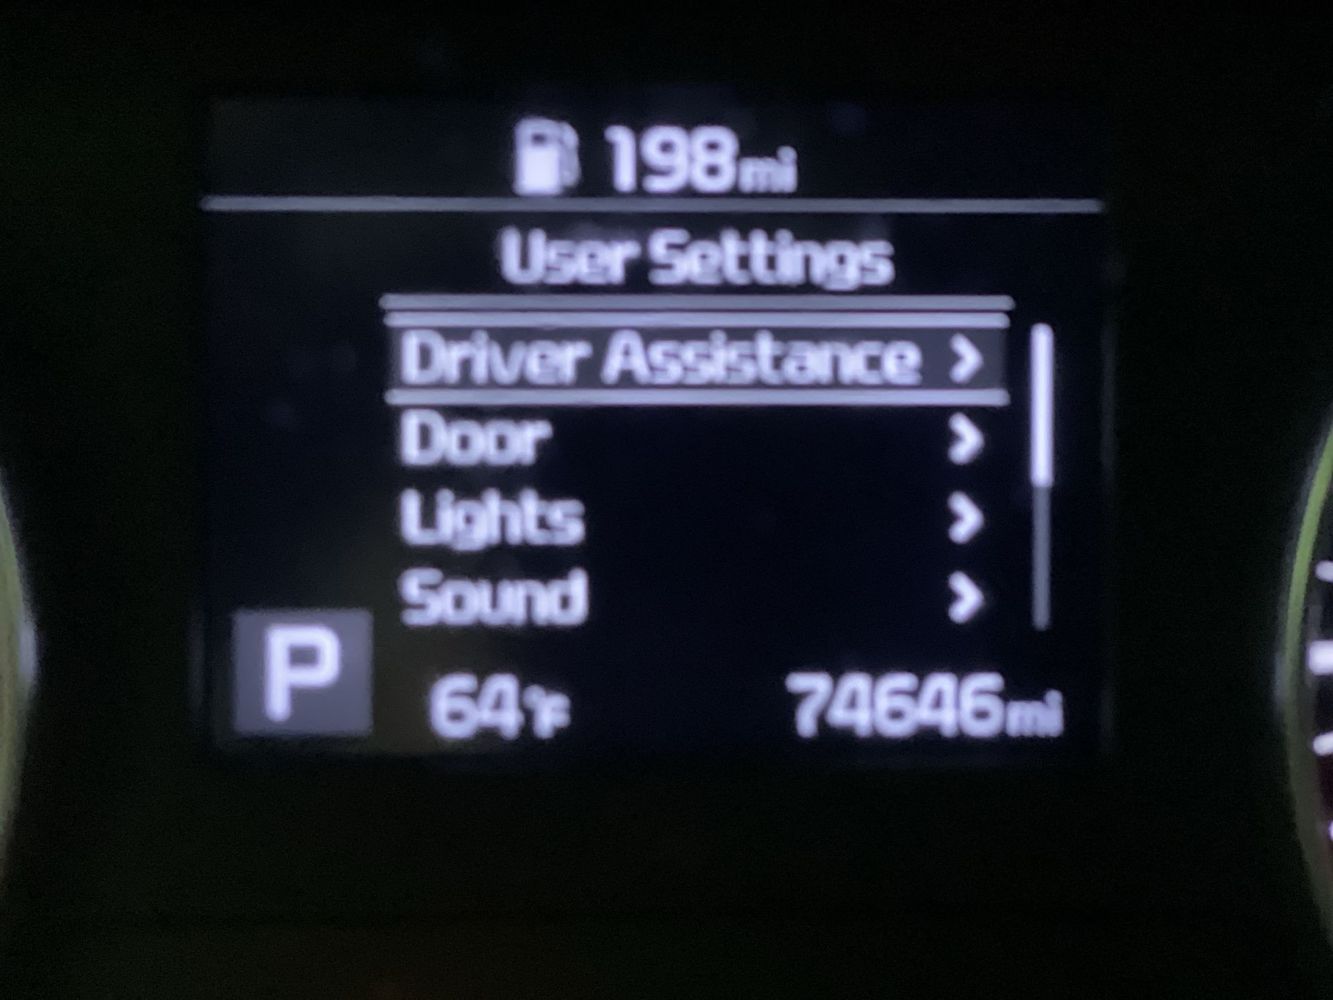 198mi
User Settings
Driver Assistance
Door
Lights
Sound
P
64°F 74646mi